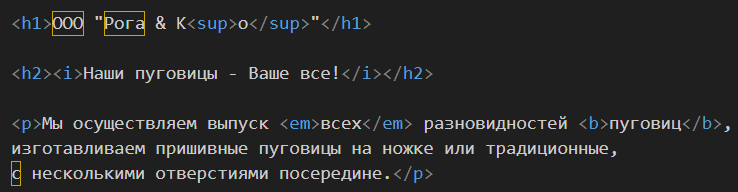 <h1>ООО "Рога & К<sup>о</sup>"</h1>
<h2><i>Наши пуговицы - Ваше все!</i></h2>
<p>Мы осуществляем выпуск <em>всех</em> разновидностей <b>пуговиц</b>,
изготавливаем пришивные пуговицы на ножке или традиционные,
с несколькими отверстиями посередине.</p>